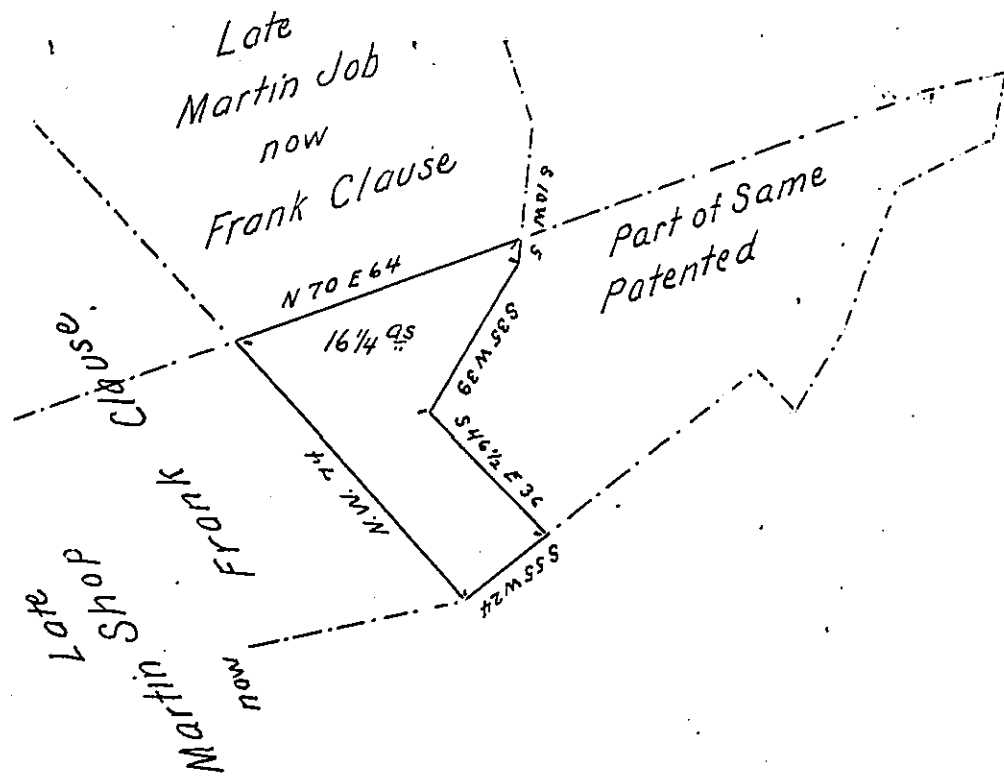 Late
Martin Job
now
Frank Clause
S 10 W 5
Part of Same
Patented
N 70 E 64
16 1/4 as
S 35 W 39
S 46 1/2 E 36
S 55 W 24
N.W. 74
Late
Martin Shop
now
Frank Clause.